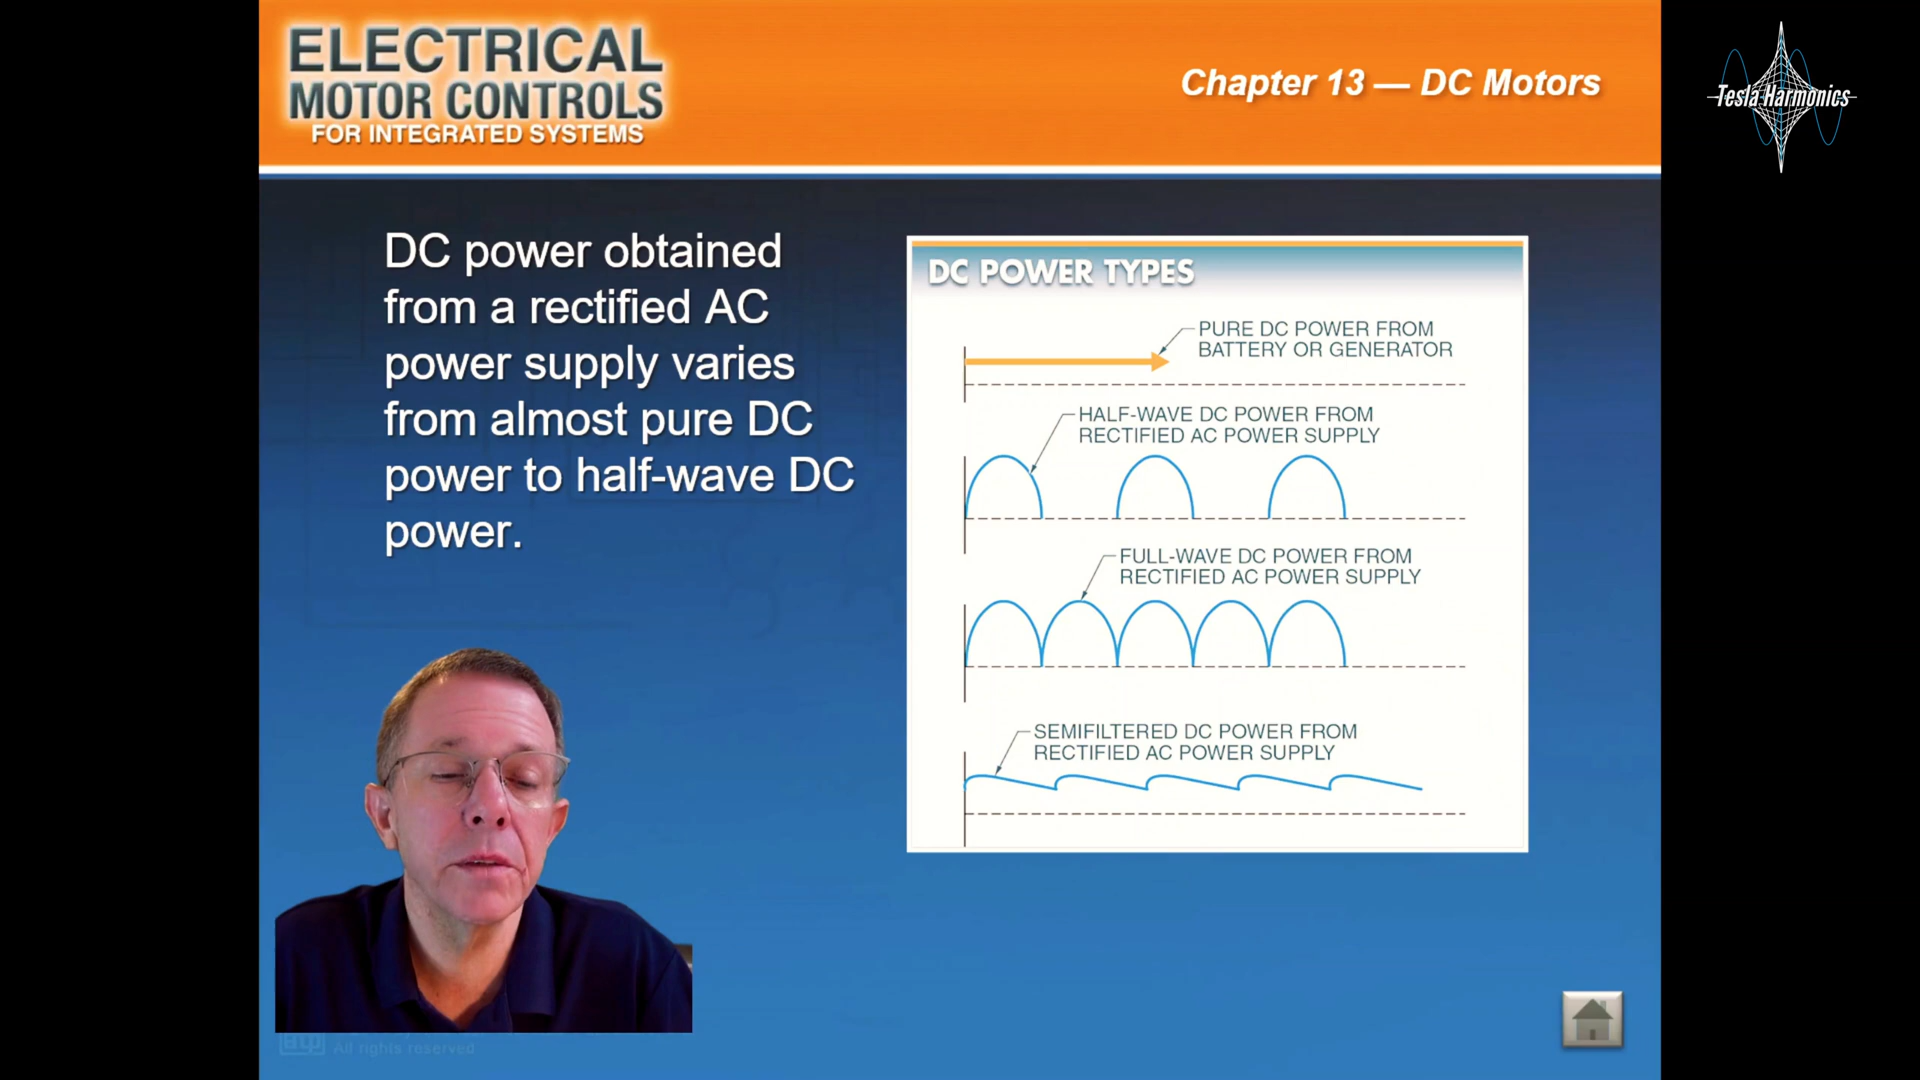 ELECTRICAL
MOTOR CONTROLS
FOR INTEGRATED SYSTEMS
Chapter 13 — DC Motors
Tesla Harmonics
DC power obtained
from a rectified AC
power supply varies
from almost pure DC
power to half-wave DC
power.
DC POWER TYPES
PURE DC POWER FROM
BATTERY OR GENERATOR
HALF-WAVE DC POWER FROM
RECTIFIED AC POWER SUPPLY
FULL-WAVE DC POWER FROM
RECTIFIED AC POWER SUPPLY
SEMIFILTERED DC POWER FROM
RECTIFIED AC POWER SUPPLY
atp
All rights reserved